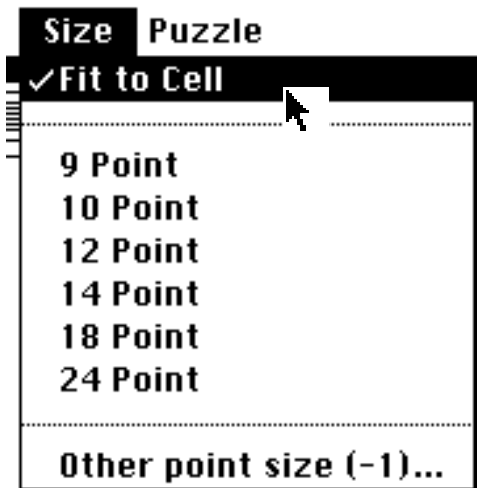 Size Puzzle
✓Fit to Cell
9 Point
10 Point
12 Point
14 Point
18 Point
24 Point
Other point size (-1)...